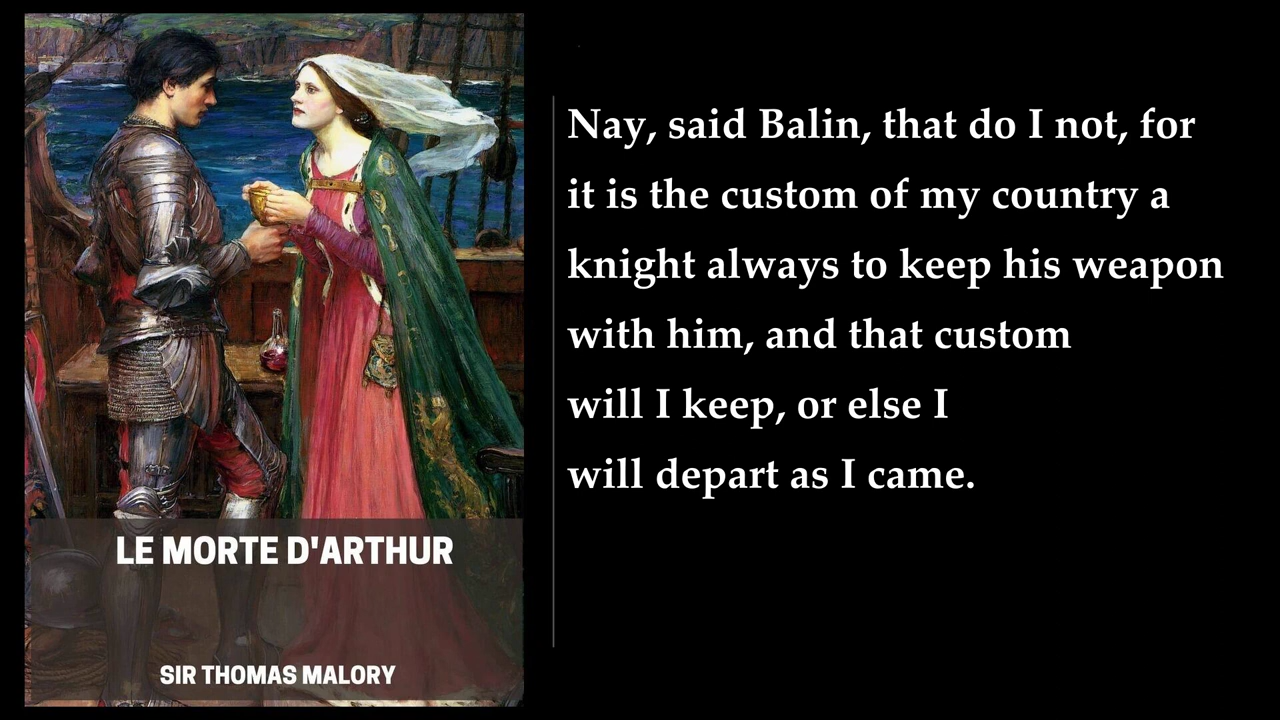 Nay, said Balin, that do I not, for
it is the custom of my country a
knight always to keep his weapon
with him, and that custom
will I keep, or else I
will depart as I came.
LE MORTE D'ARTHUR
SIR THOMAS MALORY